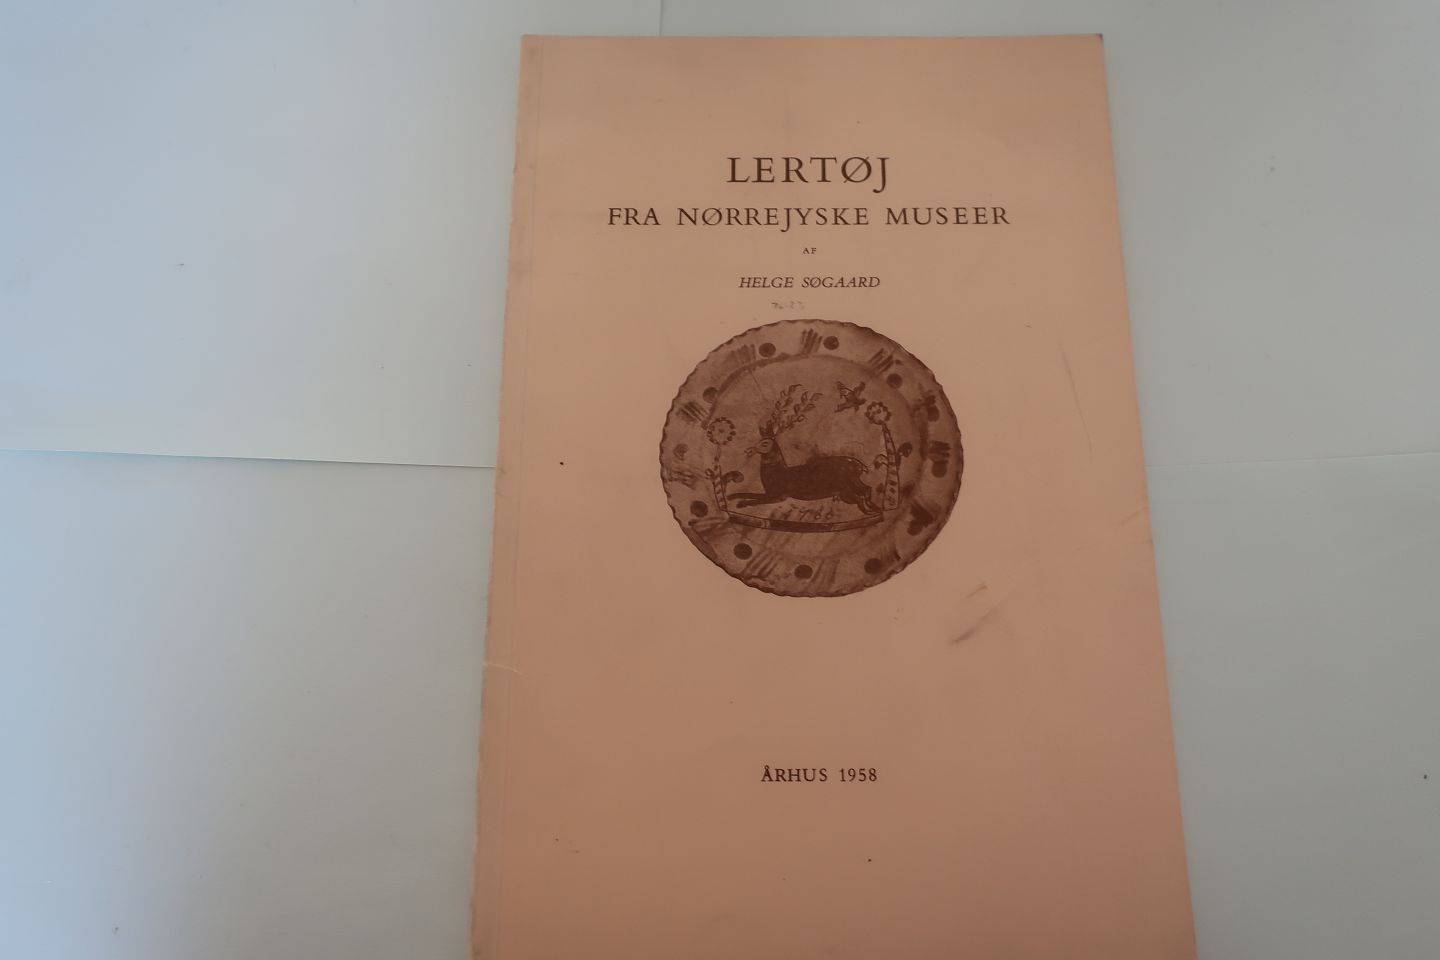 LERTØJ
FRA NØRREJYSKE MUSEER
AF
HELGE SØGAARD
ÅRHUS 1958